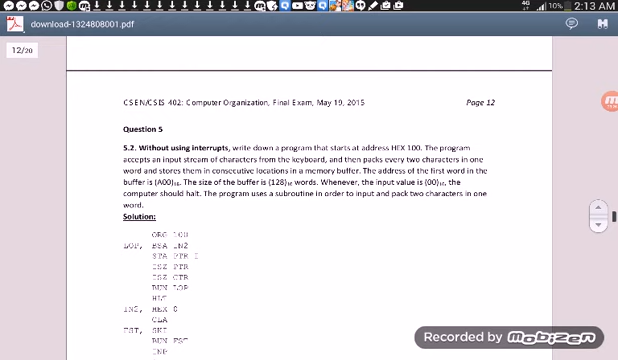 4G 10% 2:13 AM
download-1324808001.pdf
12/20
CSEN/CSIS 402: Computer Organization, Final Exam, May 19, 2015 Page 12
Question 5
5.2. Without using interrupts, write down a program that starts at address HEX 100. The program
accepts an input stream of characters from the keyboard, and then packs every two characters in one
word and stores them in consecutive locations in a memory buffer. The address of the first word in the
buffer is (A00)16. The size of the buffer is (128)10 words. Whenever, the input value is (00)16, the
computer should halt. The program uses a subroutine in order to input and pack two characters in one
word.
Solution:
ORG 100
LOP, BSA IN2
STA PTR I
ISZ PTR
ISZ CTR
BUN LOP
HLT
IN2, HEX 0
CLA
FST, SKI
BUN FST
INP
Recorded by MOBIZEN